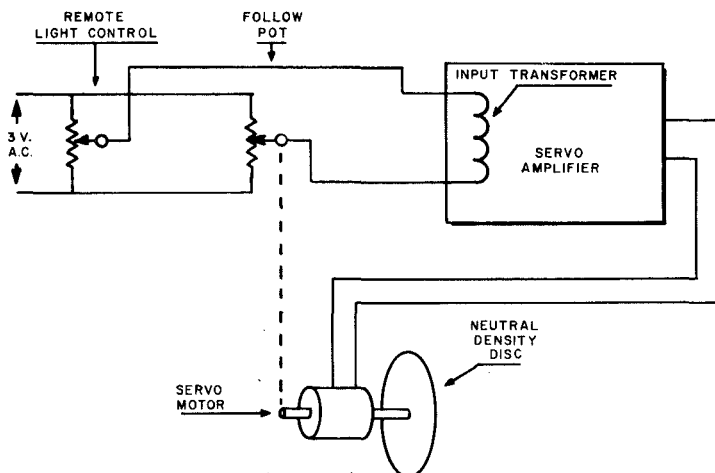 REMOTE
LIGHT CONTROL
FOLLOW
POT
INPUT TRANSFORMER
3 V.
A.C.
SERVO
AMPLIFIER
NEUTRAL
DENSITY
DISC
SERVO
MOTOR